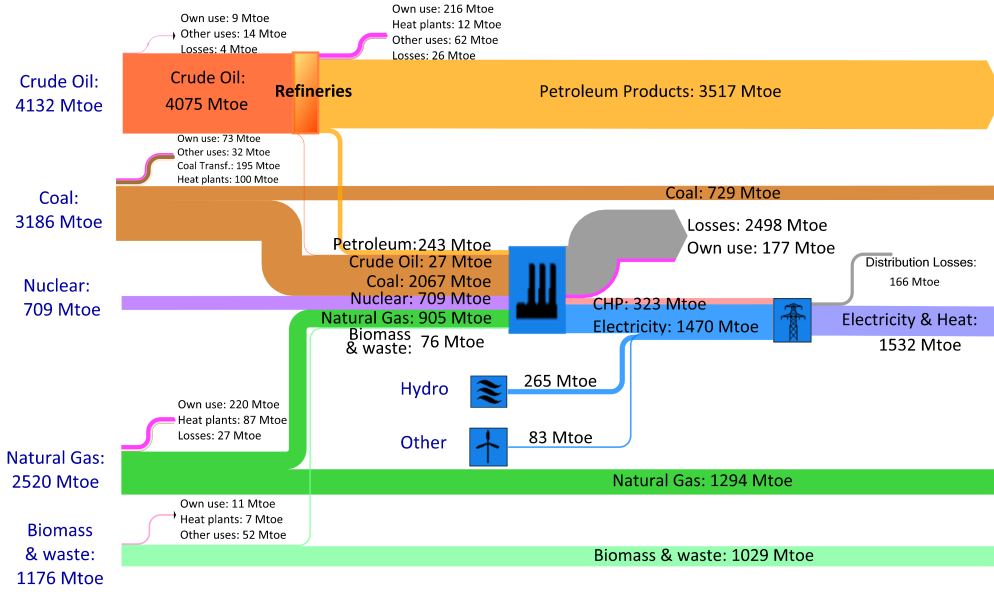 Own use: 9 Mtoe
Other uses: 14 Mtoe
Losses: 4 Mtoe
Own use: 216 Mtoe
Heat plants: 12 Mtoe
Other uses: 62 Mtoe
Losses: 26 Mtoe
Crude Oil:
4132 Mtoe
Crude Oil:
4075 Mtoe
Refineries
Petroleum Products: 3517 Mtoe
Own use: 73 Mtoe
Other uses: 32 Mtoe
Coal Transf.: 195 Mtoe
Heat plants: 100 Mtoe
Coal:
3186 Mtoe
Coal: 729 Mtoe
Losses: 2498 Mtoe
Own use: 177 Mtoe
Petroleum: 243 Mtoe
Crude Oil: 27 Mtoe
Coal: 2067 Mtoe
Nuclear: 709 Mtoe
Natural Gas: 905 Mtoe
Biomass
& waste: 76 Mtoe
Nuclear:
709 Mtoe
Distribution Losses:
166 Mtoe
CHP: 323 Mtoe
Electricity: 1470 Mtoe
Electricity & Heat:
1532 Mtoe
Hydro
265 Mtoe
Other
83 Mtoe
Own use: 220 Mtoe
Heat plants: 87 Mtoe
Losses: 27 Mtoe
Natural Gas:
2520 Mtoe
Natural Gas: 1294 Mtoe
Own use: 11 Mtoe
Heat plants: 7 Mtoe
Other uses: 52 Mtoe
Biomass
& waste:
1176 Mtoe
Biomass & waste: 1029 Mtoe